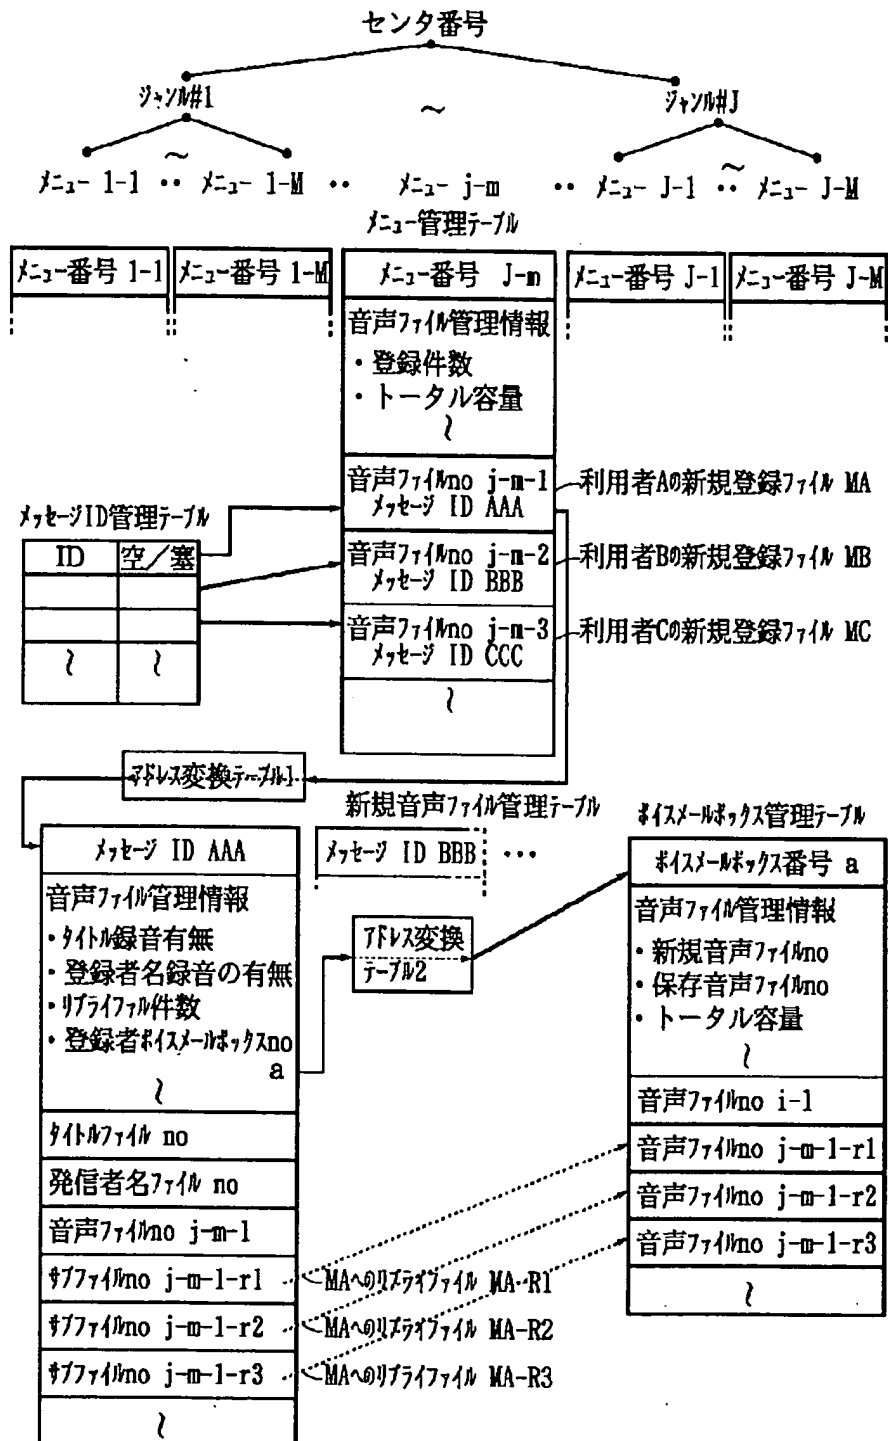 センタ番号
ジャンル#1 ～ ジャンル#J
～ ～
メニュー 1-1 ‥ メニュー 1-M ‥ メニュー j-m ‥ メニュー J-1 ‥ メニュー J-M
メニュー管理テーブル
メニュー番号 1-1
メニュー番号 1-M
メニュー番号 J-m
メニュー番号 J-1
メニュー番号 J-M
音声ファイル管理情報
・登録件数
・トータル容量
～
音声ファイルno j-m-1
メッセージ ID AAA
利用者Aの新規登録ファイル MA
音声ファイルno j-m-2
メッセージ ID BBB
利用者Bの新規登録ファイル MB
音声ファイルno j-m-3
メッセージ ID CCC
利用者Cの新規登録ファイル MC
～
メッセージID管理テーブル
ID 空／塞
～ ～
アドレス変換テーブル1
新規音声ファイル管理テーブル
メッセージ ID AAA
メッセージ ID BBB …
音声ファイル管理情報
・タイトル録音有無
・登録者名録音の有無
・リプライファル件数
・登録者ボイスメールボックスno
a
～
タイトルファイル no
発信者名ファイル no
音声ファイルno j-m-1
サブファイルno j-m-1-r1
MAへのリプライファイル MA-R1
サブファイルno j-m-1-r2
MAへのリプライファイル MA-R2
サブファイルno j-m-1-r3
MAへのリプライファイル MA-R3
～
アドレス変換
テーブル2
ボイスメールボックス管理テーブル
ボイスメールボックス番号 a
音声ファイル管理情報
・新規音声ファイルno
・保存音声ファイルno
・トータル容量
～
音声ファイルno i-1
音声ファイルno j-m-1-r1
音声ファイルno j-m-1-r2
音声ファイルno j-m-1-r3
～